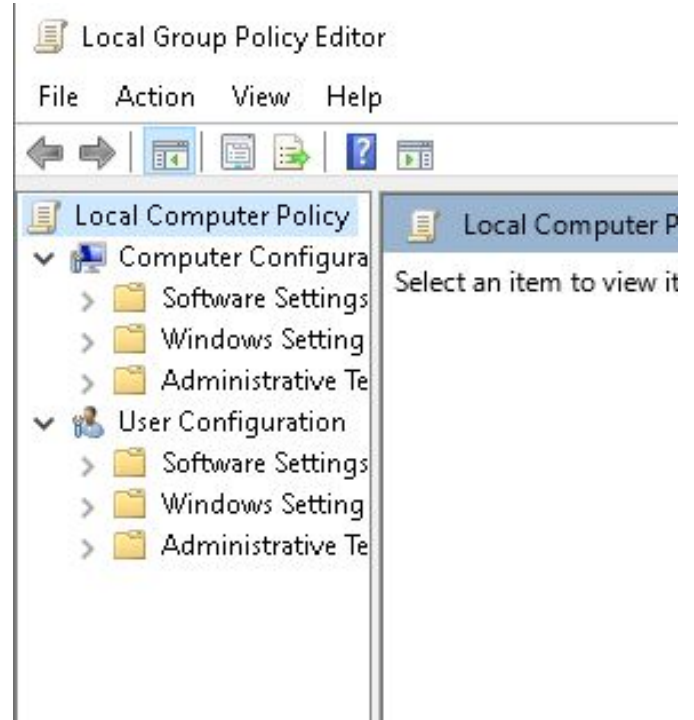 Local Group Policy Editor
File Action View Help
Local Computer Policy
Computer Configura
Software Settings
Windows Setting
Administrative Te
User Configuration
Software Settings
Windows Setting
Administrative Te
Local Computer P
Select an item to view it